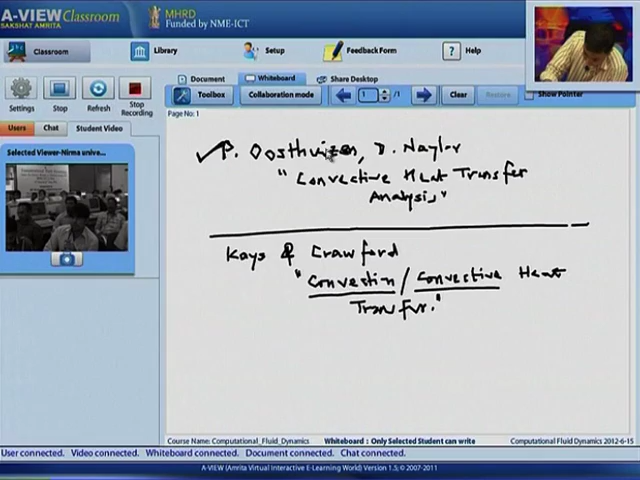 A-VIEW Classroom
SAKSHAT AMRITA
MHRD
Funded by NME-ICT
Classroom
Library
Setup
Feedback Form
? Help
Settings
Stop
Refresh
Stop Recording
Document
Whiteboard
Share Desktop
Toolbox
Collaboration mode
1
/1
Clear
Restore
Show Pointer
Users
Chat
Student Video
Selected Viewer-Nirma unive...
Page No: 1
P. Oosthuizen, D. Naylor
"Convective Heat Transfer
Analysis"
Kays & Crawford
"Convection / Convective Heat
Transfer."
Course Name: Computational_Fluid_Dynamics
Whiteboard : Only Selected Student can write
Computational Fluid Dynamics 2012-6-15
User connected. Video connected. Whiteboard connected. Document connected. Chat connected.
A-VIEW (Amrita Virtual Interactive E-Learning World) Version 1.5; © 2007-2011